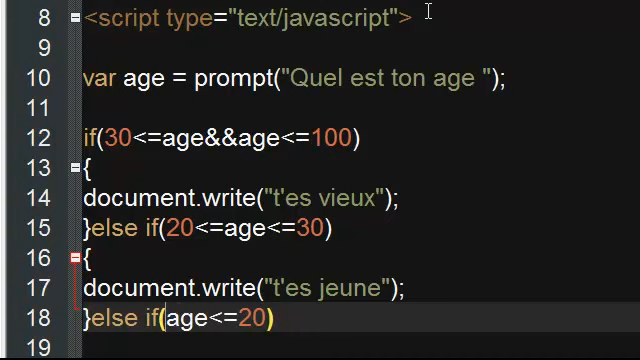 8 <script type="text/javascript">
9
10 var age = prompt("Quel est ton age ");
11
12 if(30<=age&&age<=100)
13 {
14 document.write("t'es vieux");
15 }else if(20<=age<=30)
16 {
17 document.write("t'es jeune");
18 }else if(age<=20)
19